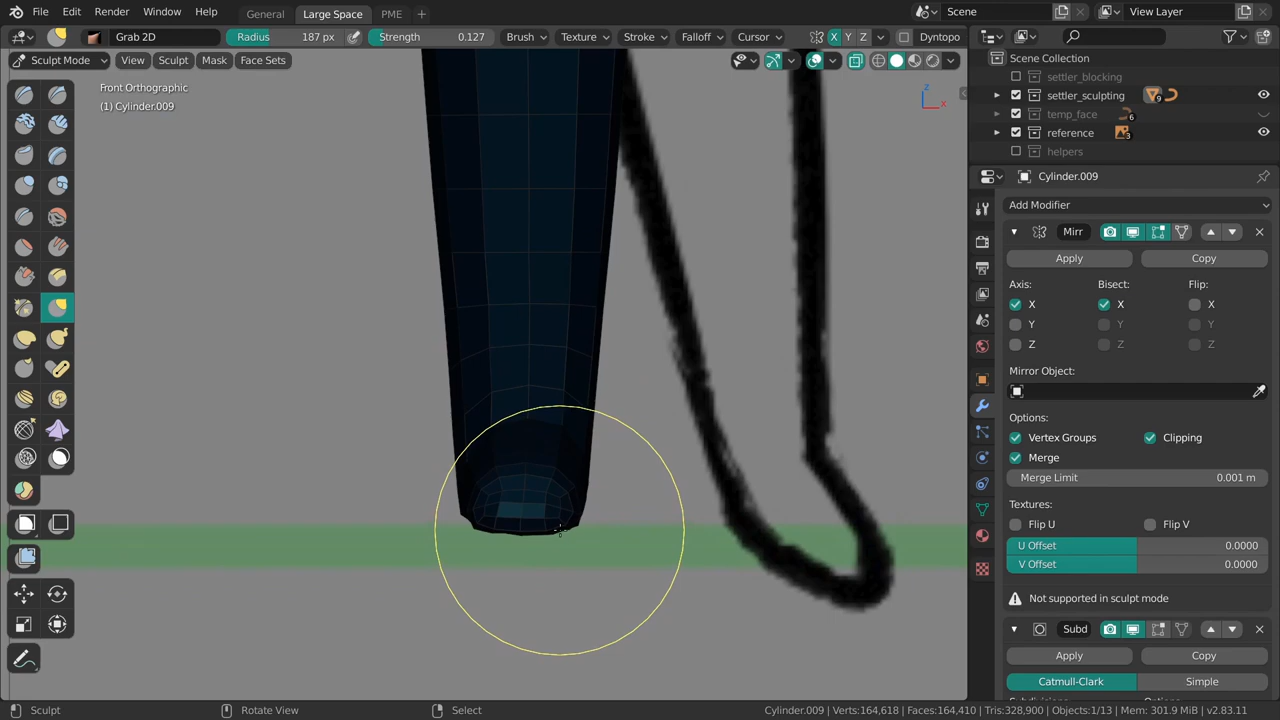 File Edit Render Window Help General Large Space PME + Scene View Layer
Grab 2D Radius 187 px Strength 0.127 Brush Texture Stroke Falloff Cursor X Y Z Dyntopo
Sculpt Mode View Sculpt Mask Face Sets
Front Orthographic
(1) Cylinder.009
z
x
Scene Collection
settler_blocking
settler_sculpting 9
temp_face 6
reference 3
helpers
Cylinder.009
Add Modifier
Mirr
Apply Copy
Axis: Bisect: Flip:
X X X
Y Y Y
Z Z Z
Mirror Object:
Options:
Vertex Groups Clipping
Merge
Merge Limit 0.001 m
Textures:
Flip U Flip V
U Offset 0.0000
V Offset 0.0000
Not supported in sculpt mode
Subd
Apply Copy
Catmull-Clark Simple
Sculpt Rotate View Select Cylinder.009 | Verts:164,618 | Faces:164,410 | Tris:328,900 | Objects:1/13 | Mem: 301.9 MiB | v2.83.11